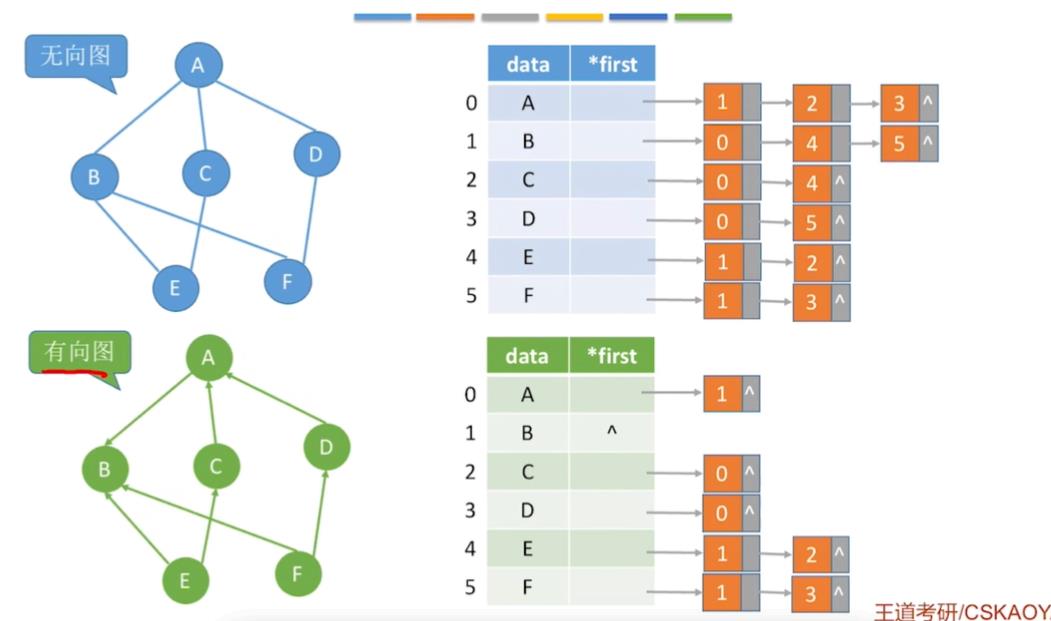 无向图
A
B
C
D
E
F
data *first
0 A 1 2 3 ^
1 B 0 4 5 ^
2 C 0 4 ^
3 D 0 5 ^
4 E 1 2 ^
5 F 1 3 ^
有向图
A
B
C
D
E
F
data *first
0 A 1 ^
1 B ^
2 C 0 ^
3 D 0 ^
4 E 1 2 ^
5 F 1 3 ^
王道考研/CSKAOY